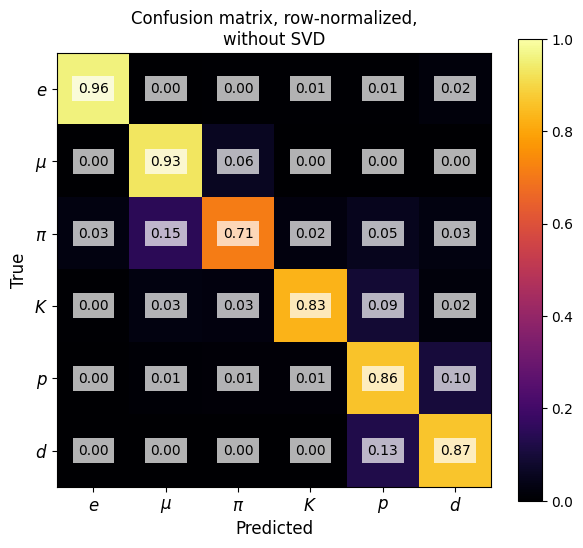 Confusion matrix, row-normalized,
without SVD
True
e 0.96 0.00 0.00 0.01 0.01 0.02
μ 0.00 0.93 0.06 0.00 0.00 0.00
π 0.03 0.15 0.71 0.02 0.05 0.03
K 0.00 0.03 0.03 0.83 0.09 0.02
p 0.00 0.01 0.01 0.01 0.86 0.10
d 0.00 0.00 0.00 0.00 0.13 0.87
e μ π K p d
Predicted
1.0
0.8
0.6
0.4
0.2
0.0